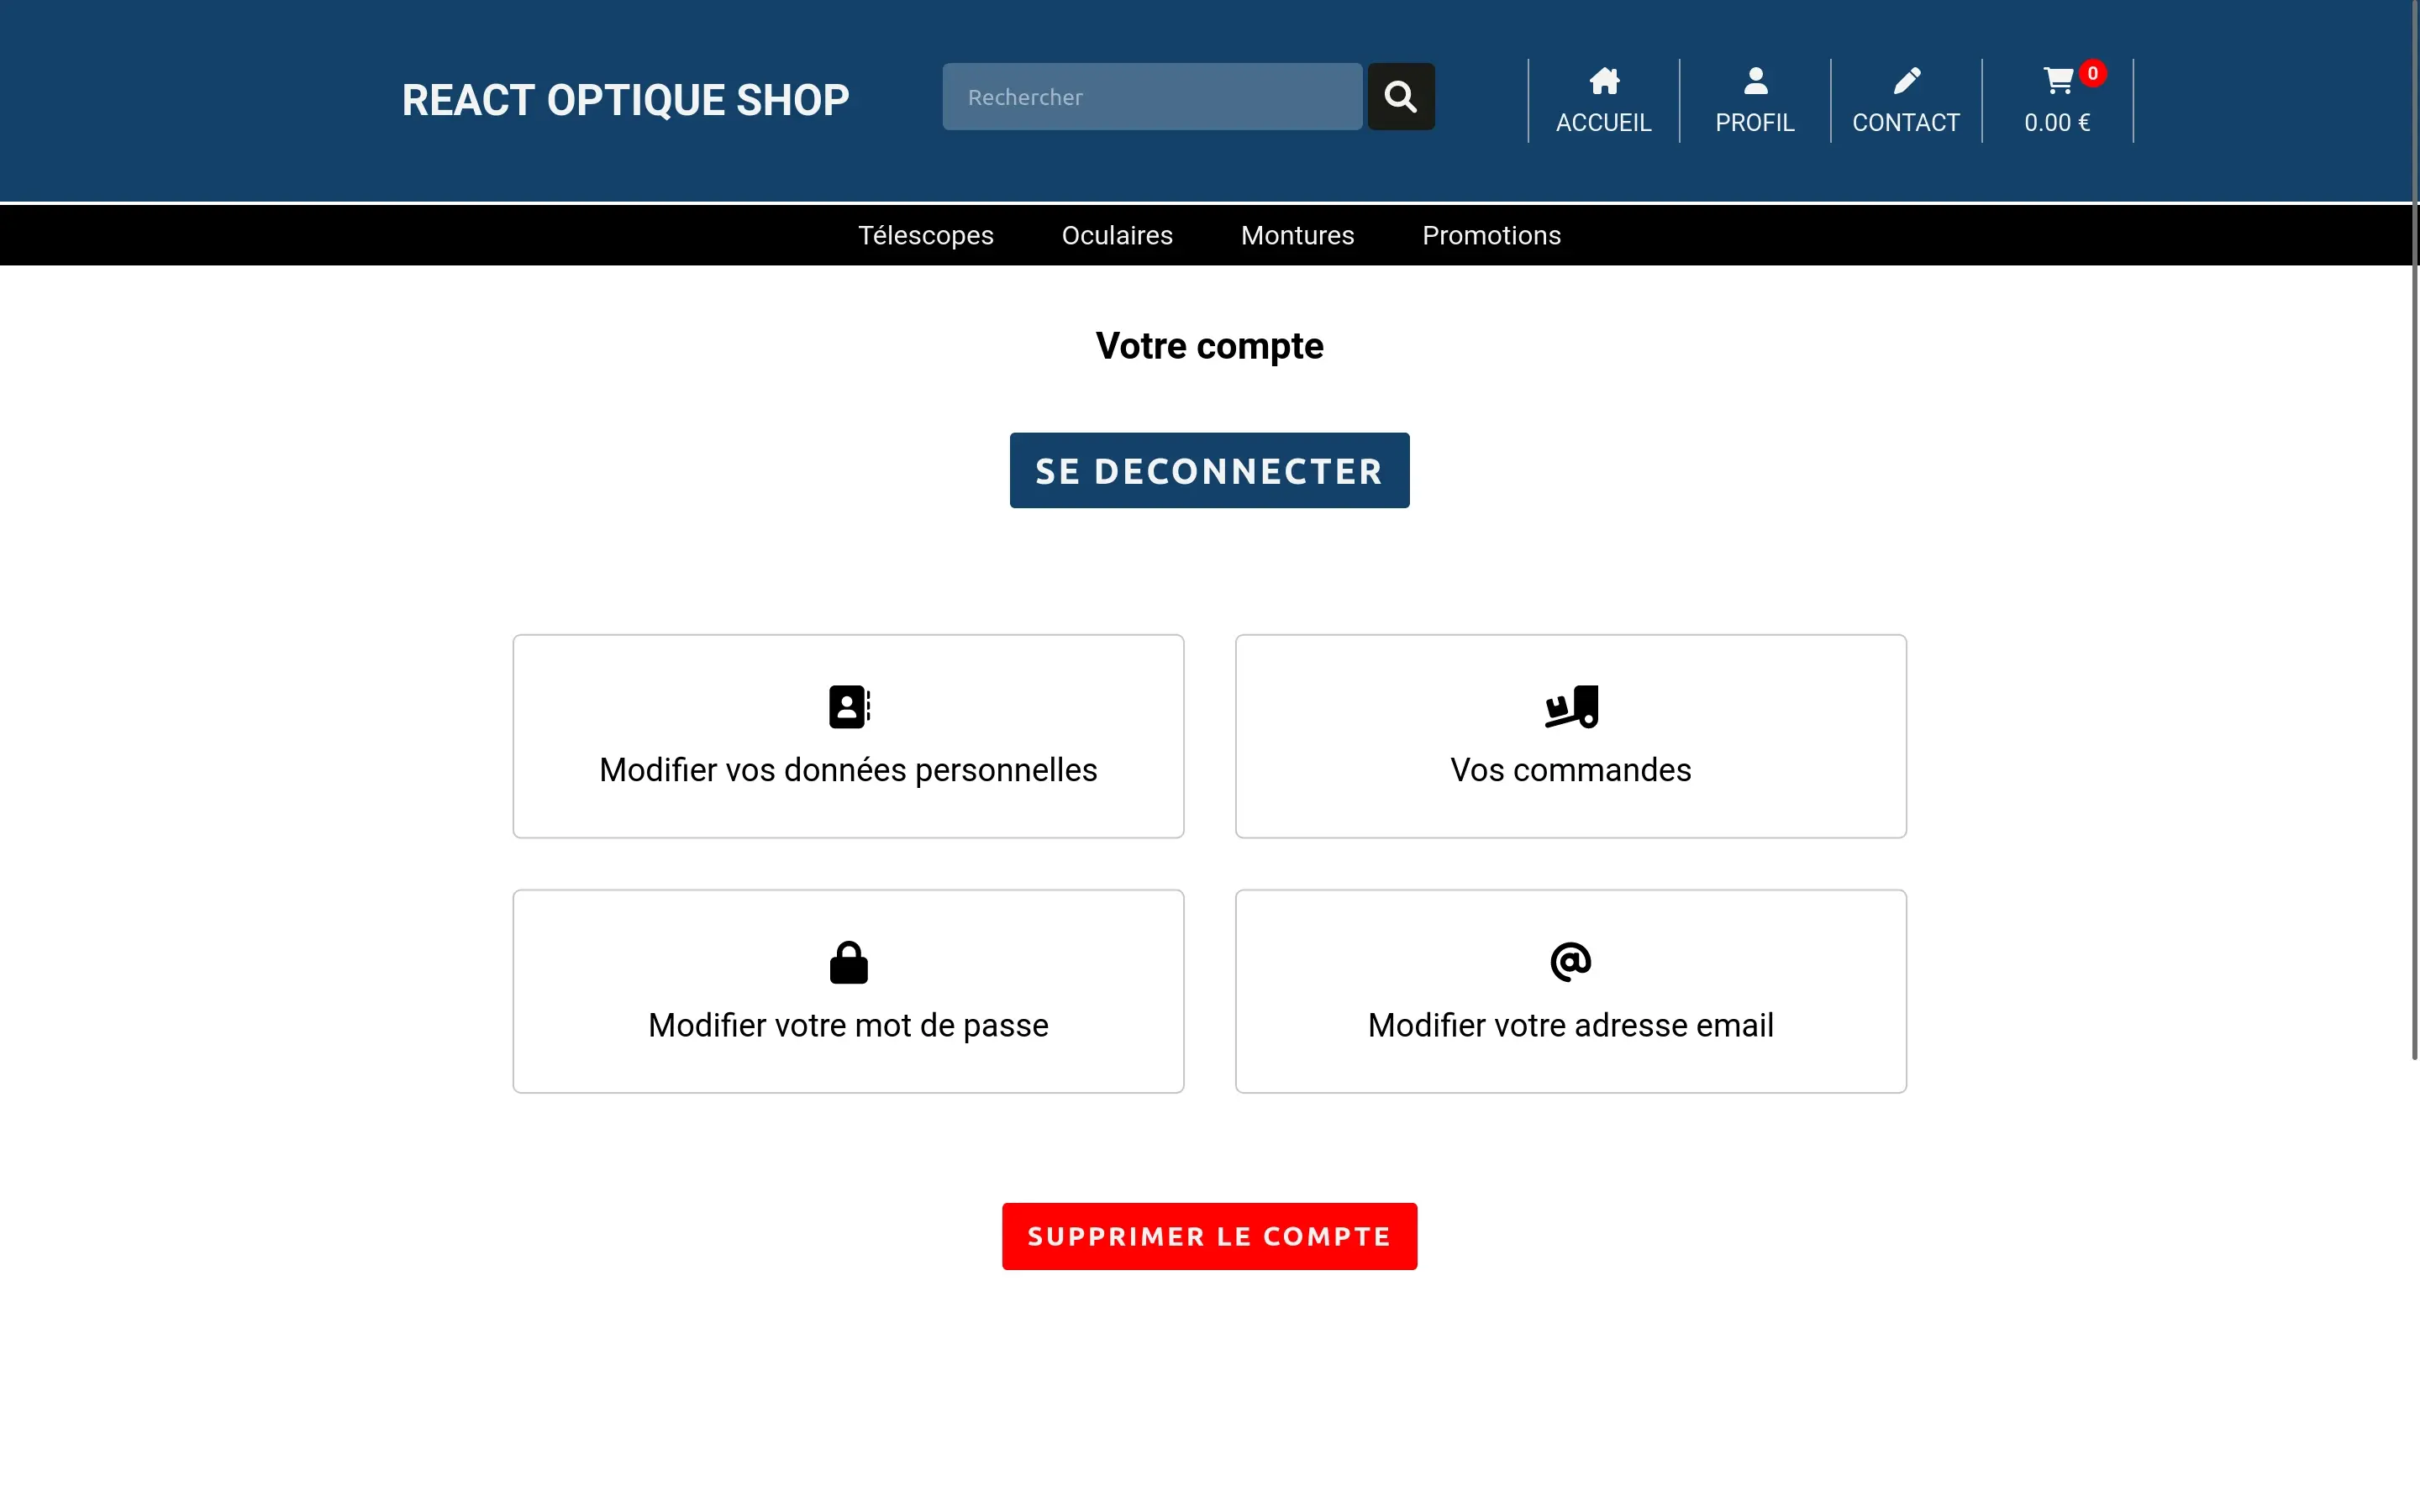 REACT OPTIQUE SHOP
Rechercher
ACCUEIL
PROFIL
CONTACT
0
0.00 €
Télescopes
Oculaires
Montures
Promotions
Votre compte
SE DECONNECTER
Modifier vos données personnelles
Vos commandes
Modifier votre mot de passe
Modifier votre adresse email
SUPPRIMER LE COMPTE